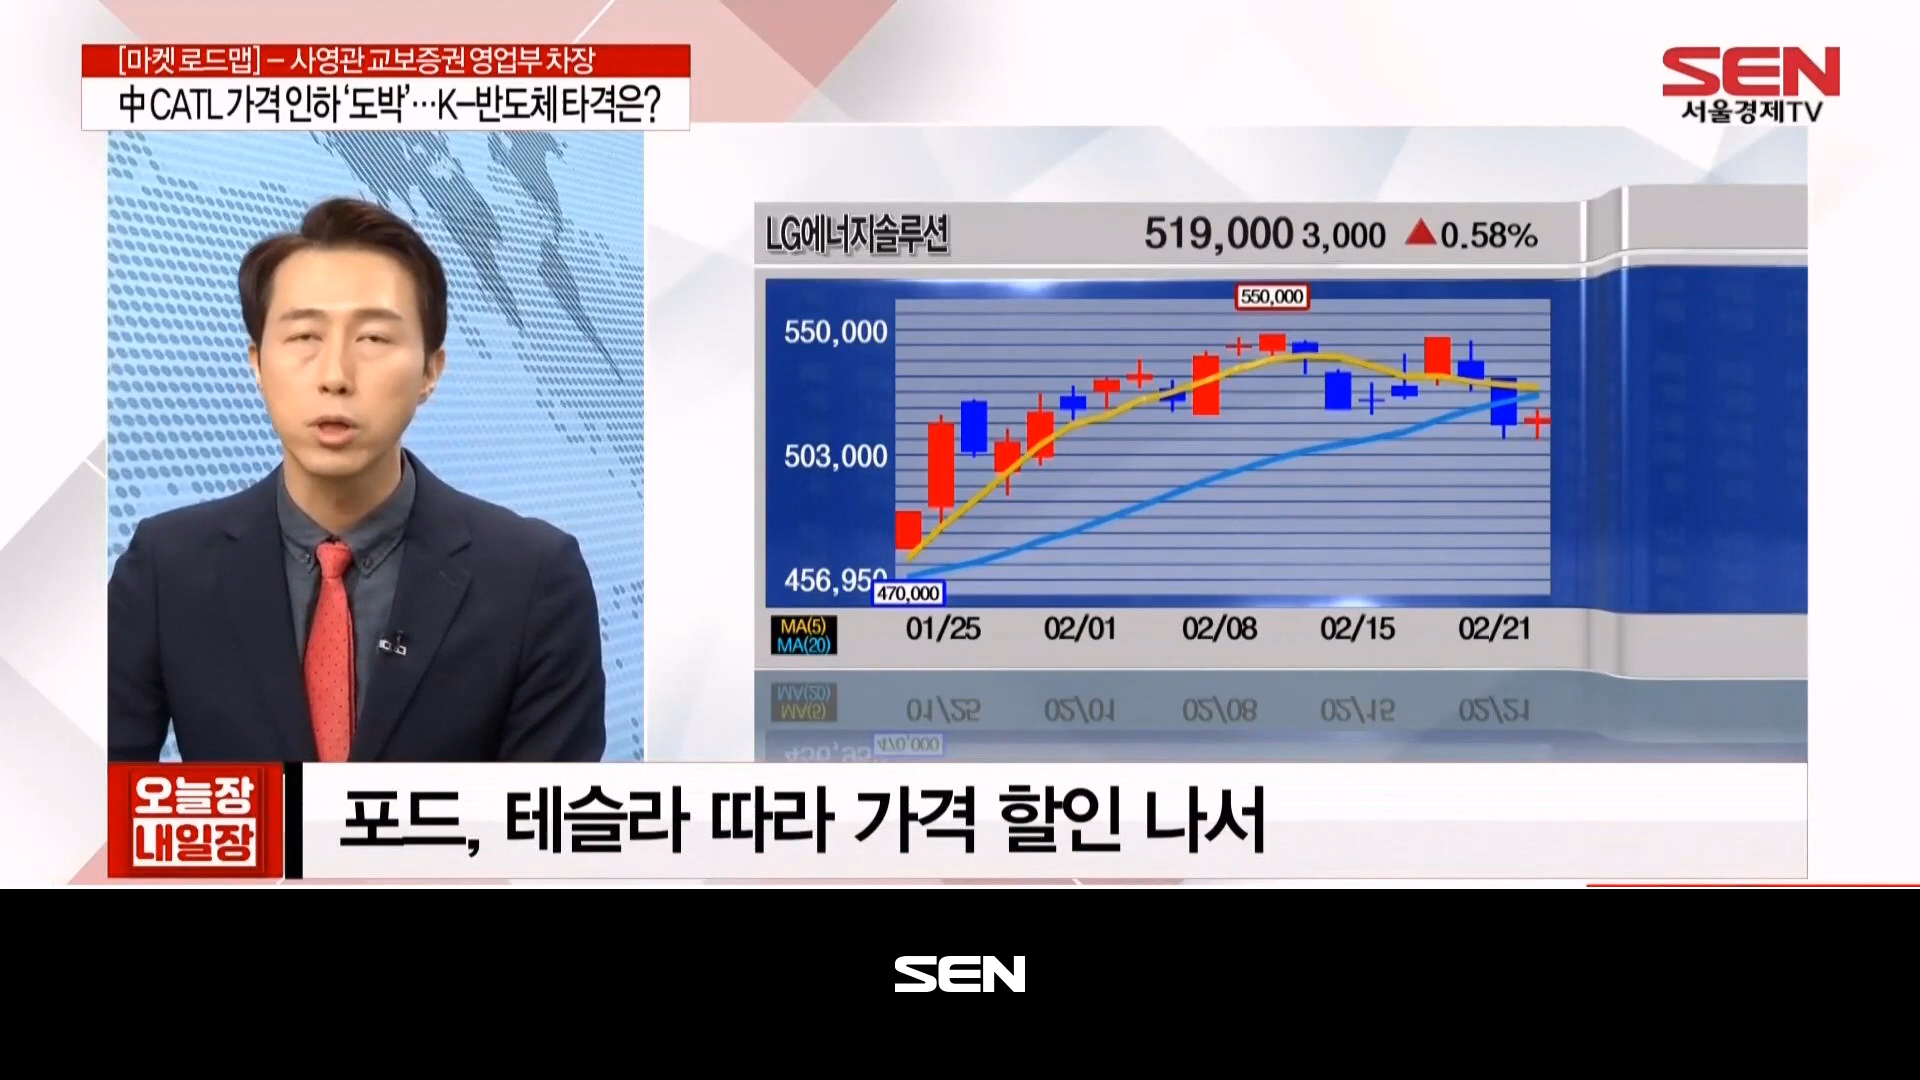 [마켓 로드맵] - 사영관 교보증권 영업부 차장
中 CATL 가격 인하 '도박'…K-반도체 타격은?
SEN
서울경제TV
LG에너지솔루션 519,000 3,000 ▲0.58%
550,000
550,000
503,000
456,950
470,000
MA(5)
MA(20)
01/25 02/01 02/08 02/15 02/21
오늘장
내일장
포드, 테슬라 따라 가격 할인 나서
SEN